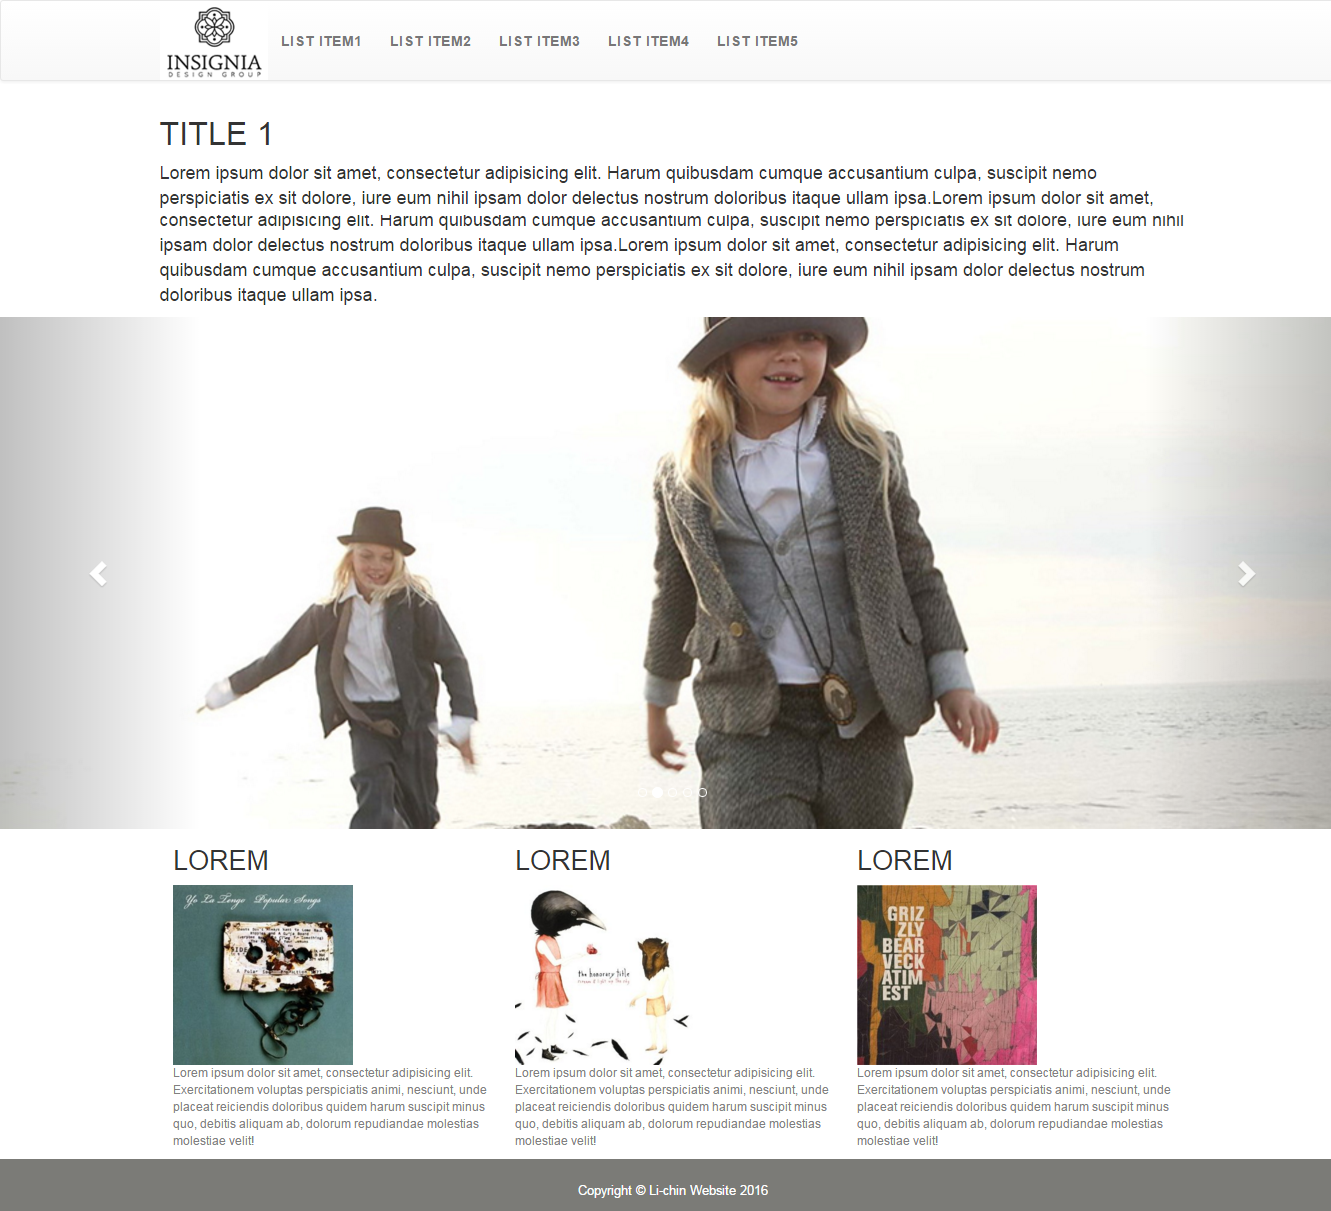 INSIGNIA
DESIGN GROUP
LIST ITEM1 LIST ITEM2 LIST ITEM3 LIST ITEM4 LIST ITEM5
TITLE 1
Lorem ipsum dolor sit amet, consectetur adipisicing elit. Harum quibusdam cumque accusantium culpa, suscipit nemo
perspiciatis ex sit dolore, iure eum nihil ipsam dolor delectus nostrum doloribus itaque ullam ipsa.Lorem ipsum dolor sit amet,
consectetur adipisicing elit. Harum quibusdam cumque accusantium culpa, suscipit nemo perspiciatis ex sit dolore, iure eum nihil
ipsam dolor delectus nostrum doloribus itaque ullam ipsa.Lorem ipsum dolor sit amet, consectetur adipisicing elit. Harum
quibusdam cumque accusantium culpa, suscipit nemo perspiciatis ex sit dolore, iure eum nihil ipsam dolor delectus nostrum
doloribus itaque ullam ipsa.
LOREM
Yo La Tengo Popular Songs
SIDE
Lorem ipsum dolor sit amet, consectetur adipisicing elit.
Exercitationem voluptas perspiciatis animi, nesciunt, unde
placeat reiciendis doloribus quidem harum suscipit minus
quo, debitis aliquam ab, dolorum repudiandae molestias
molestiae velit!
LOREM
the honorary title
Lorem ipsum dolor sit amet, consectetur adipisicing elit.
Exercitationem voluptas perspiciatis animi, nesciunt, unde
placeat reiciendis doloribus quidem harum suscipit minus
quo, debitis aliquam ab, dolorum repudiandae molestias
molestiae velit!
LOREM
GRIZ
ZLY
BEAR
VECK
ATIM
EST
Lorem ipsum dolor sit amet, consectetur adipisicing elit.
Exercitationem voluptas perspiciatis animi, nesciunt, unde
placeat reiciendis doloribus quidem harum suscipit minus
quo, debitis aliquam ab, dolorum repudiandae molestias
molestiae velit!
Copyright © Li-chin Website 2016